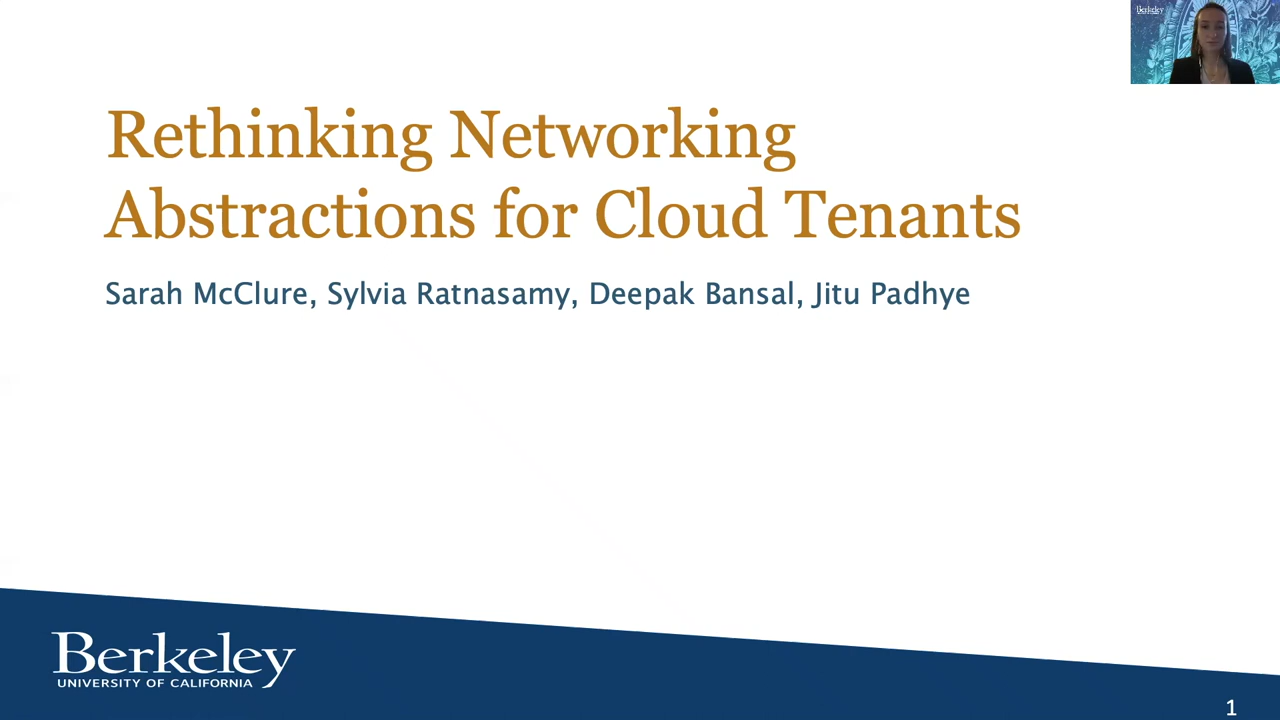 Berkeley
Rethinking Networking
Abstractions for Cloud Tenants
Sarah McClure, Sylvia Ratnasamy, Deepak Bansal, Jitu Padhye
Berkeley
UNIVERSITY OF CALIFORNIA
1